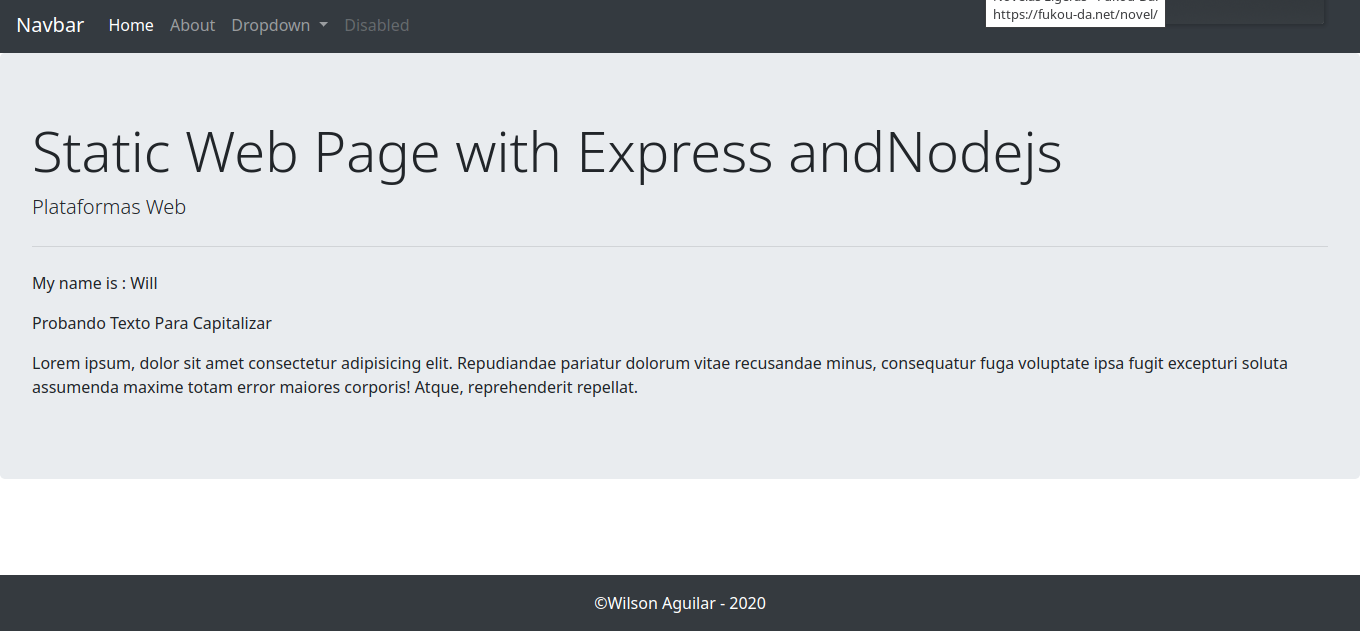 Navbar Home About Dropdown Disabled
https://fukou-da.net/novel/
Static Web Page with Express andNodejs
Plataformas Web
My name is : Will
Probando Texto Para Capitalizar
Lorem ipsum, dolor sit amet consectetur adipisicing elit. Repudiandae pariatur dolorum vitae recusandae minus, consequatur fuga voluptate ipsa fugit excepturi soluta
assumenda maxime totam error maiores corporis! Atque, reprehenderit repellat.
©Wilson Aguilar - 2020